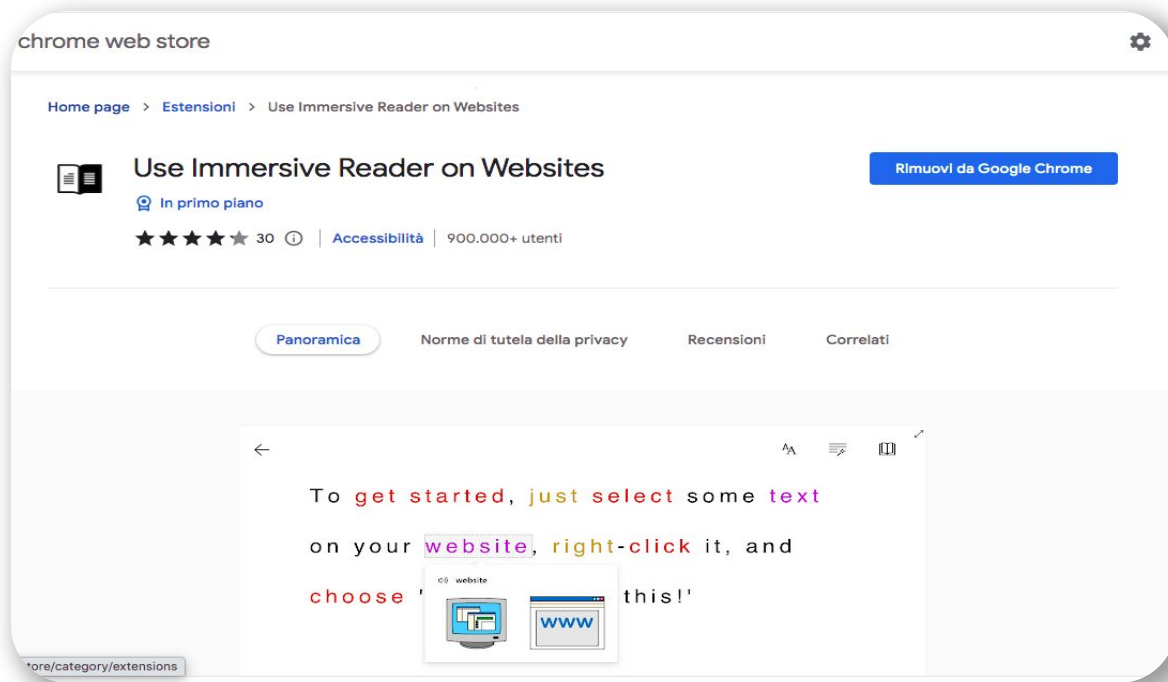 chrome web store
Home page > Estensioni > Use Immersive Reader on Websites
Use Immersive Reader on Websites
Rimuovi da Google Chrome
In primo piano
30 | Accessibilità | 900.000+ utenti
Panoramica Norme di tutela della privacy Recensioni Correlati
AA
To get started, just select some text
on your website, right-click it, and
website
choose ' this!'
WWW
tore/category/extensions